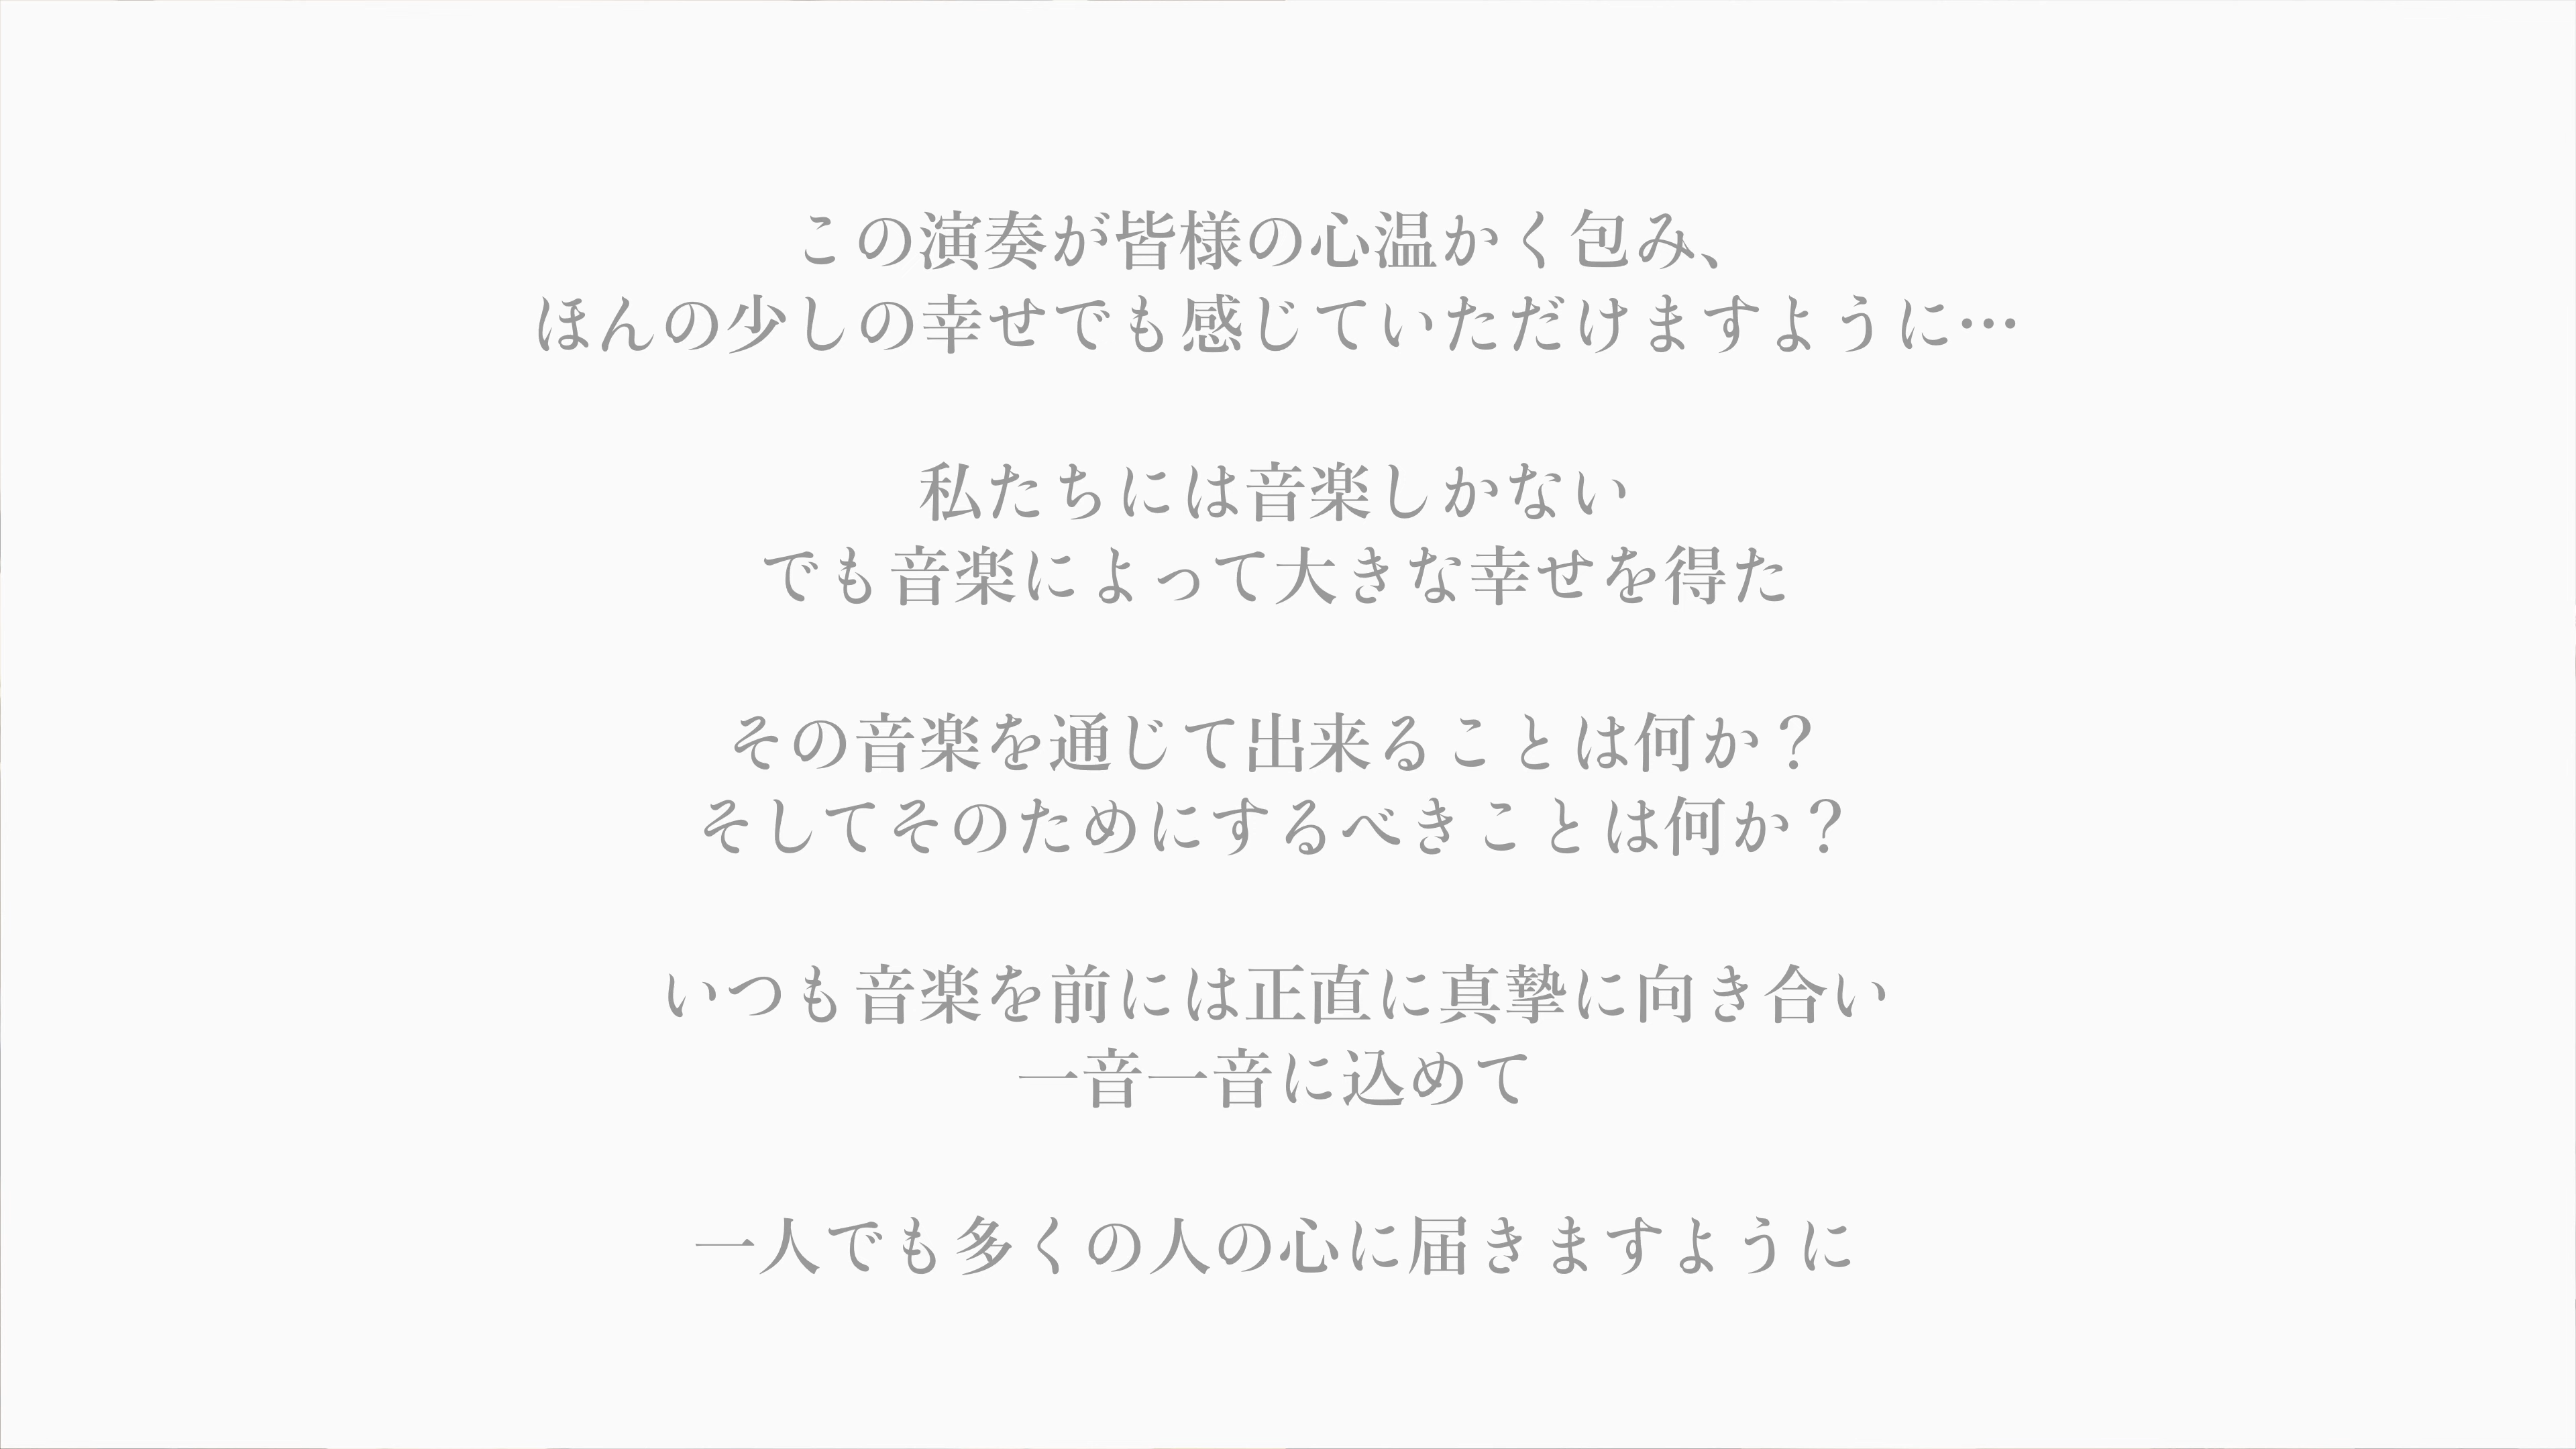 この演奏が皆様の心温かく包み、
ほんの少しの幸せでも感じていただけますように…
私たちには音楽しかない
でも音楽によって大きな幸せを得た
その音楽を通じて出来ることは何か？
そしてそのためにするべきことは何か？
いつも音楽を前には正直に真摯に向き合い
一音一音に込めて
一人でも多くの人の心に届きますように